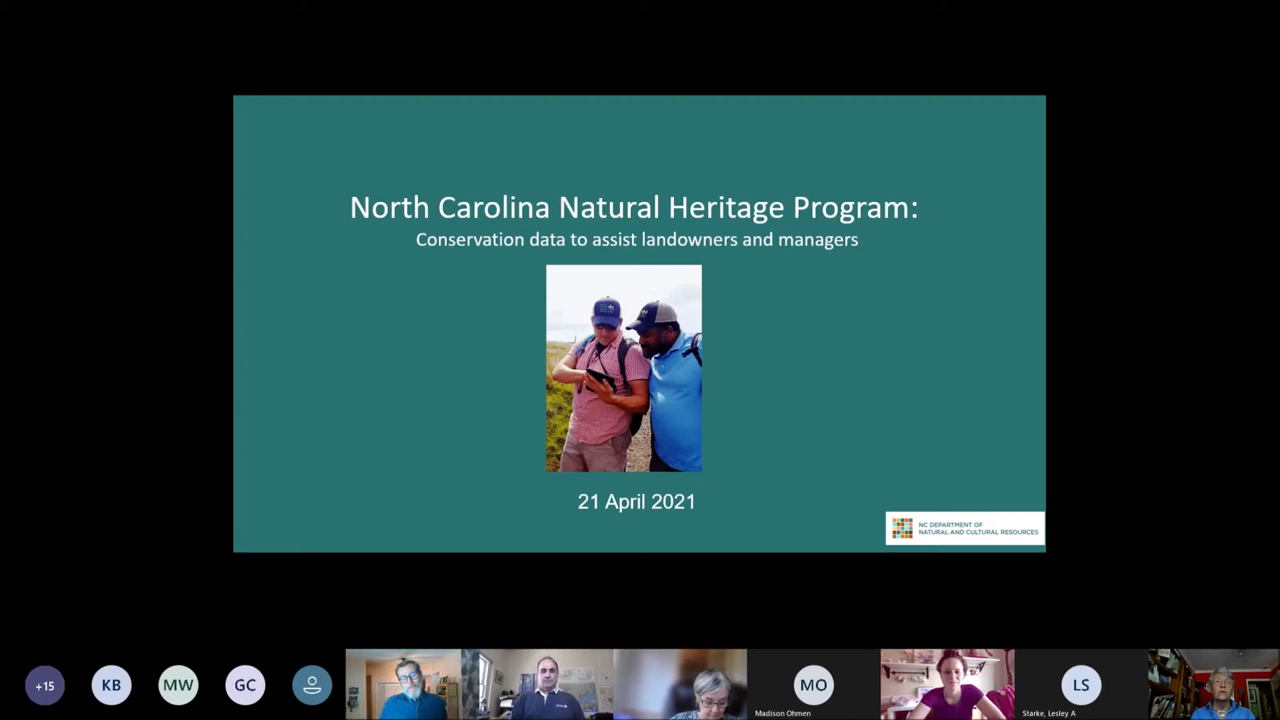 North Carolina Natural Heritage Program:
Conservation data to assist landowners and managers
21 April 2021
NC DEPARTMENT OF
NATURAL AND CULTURAL RESOURCES
+15
KB
MW
GC
MO
Madison Ohmen
LS
Starke, Lesley A